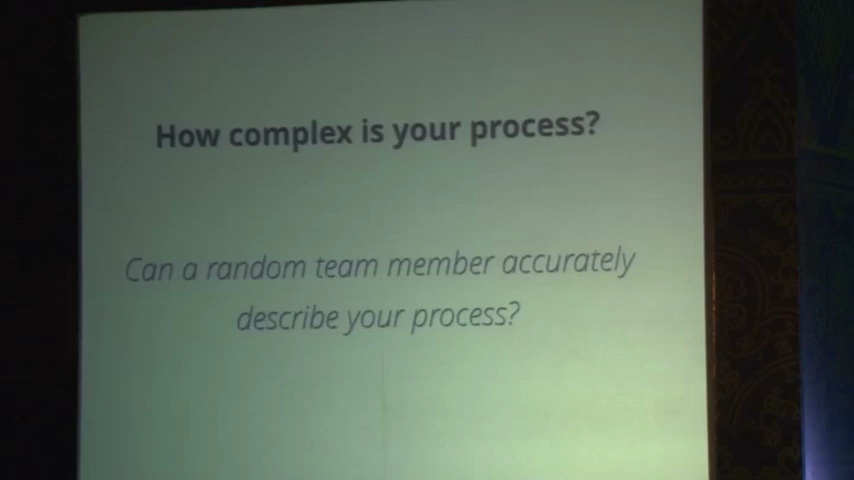 How complex is your process?
Can a random team member accurately
describe your process?